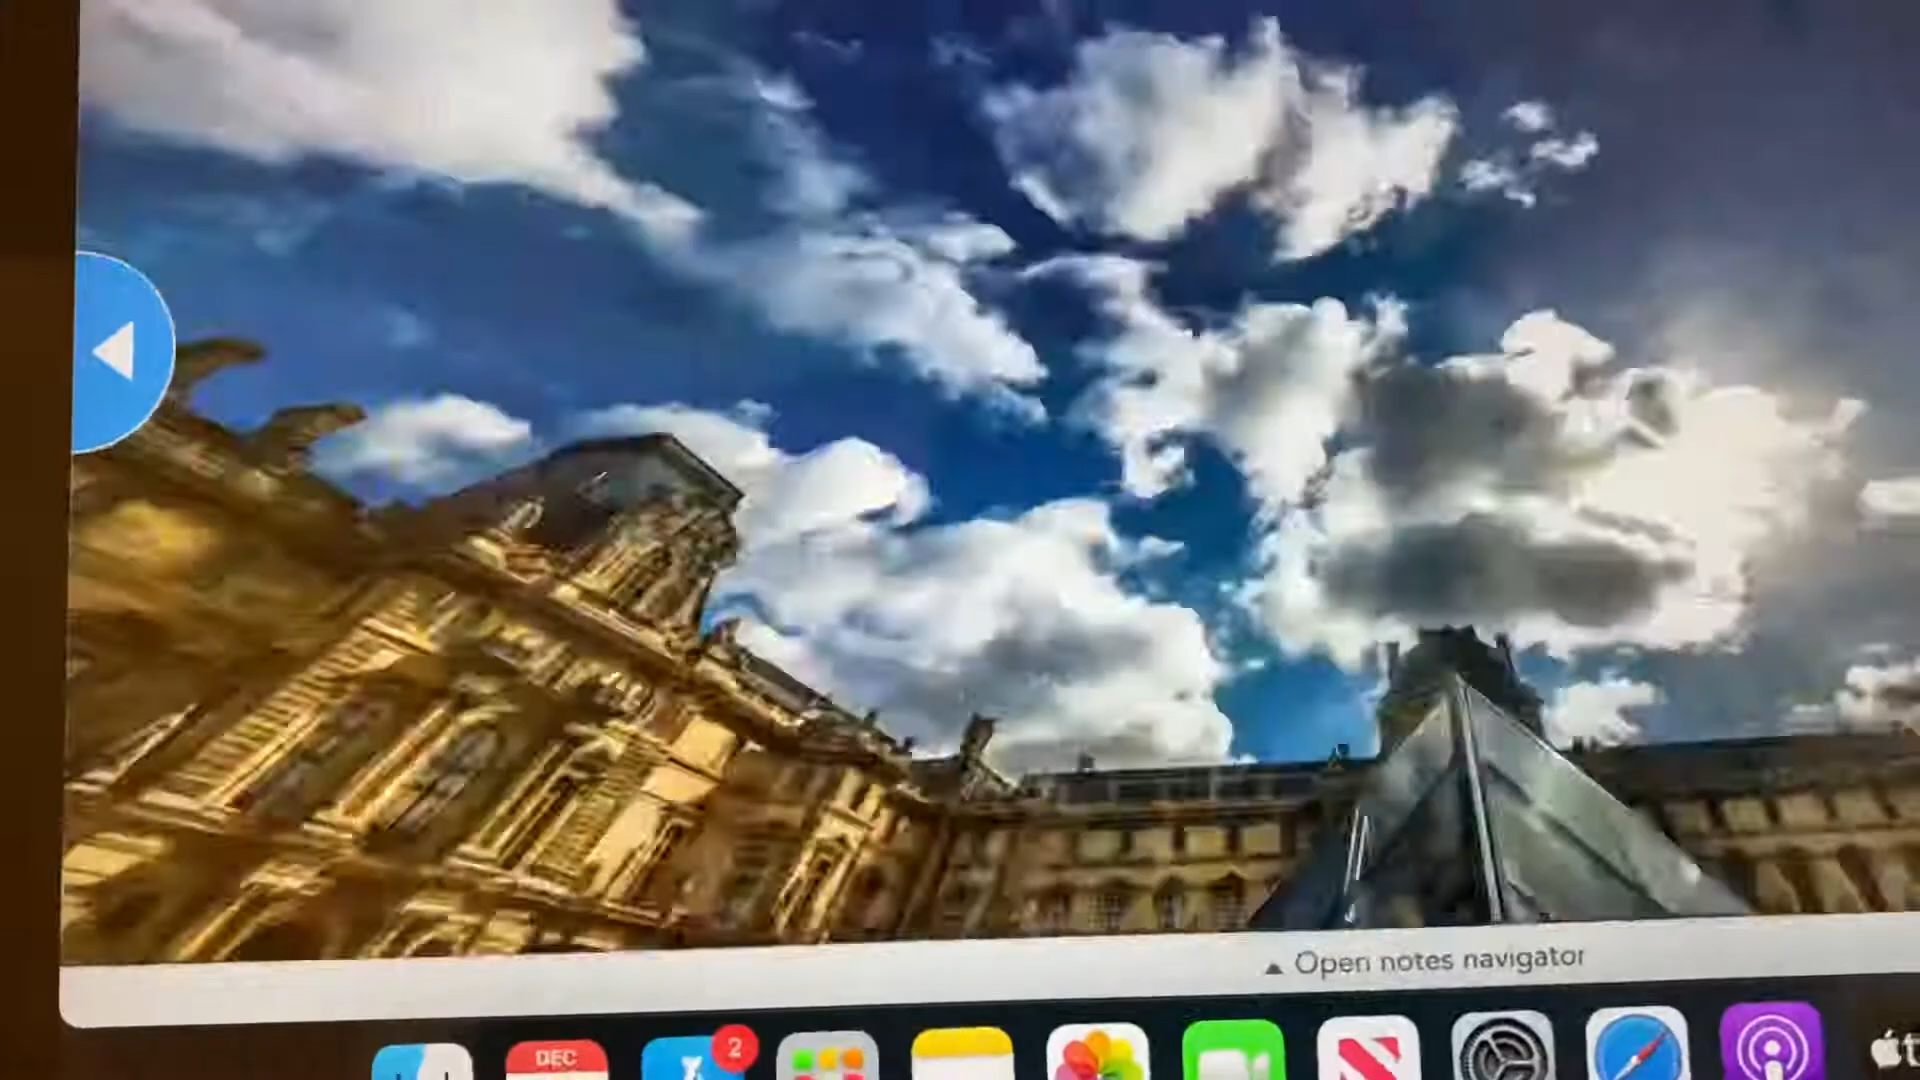 ▲ Open notes navigator
2
DEC
t